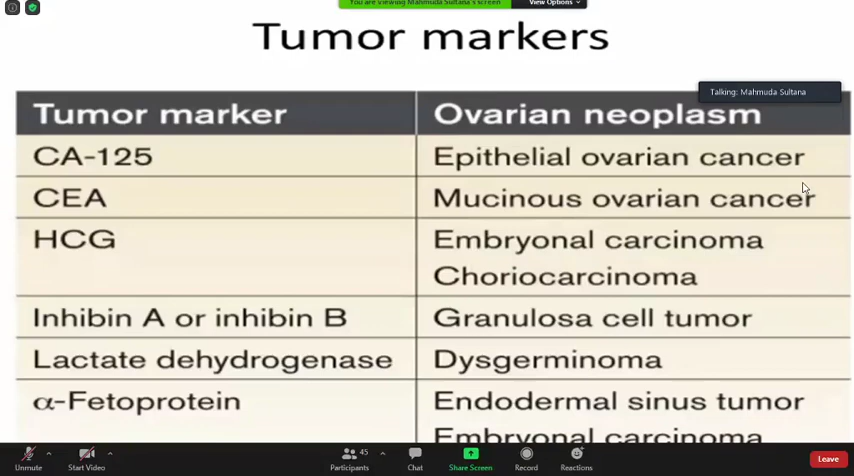 You are viewing Mahmuda Sultana's screen
View Options
Tumor markers
Talking: Mahmuda Sultana
Tumor marker Ovarian neoplasm
CA-125 Epithelial ovarian cancer
CEA Mucinous ovarian cancer
HCG Embryonal carcinoma
Choriocarcinoma
Inhibin A or inhibin B Granulosa cell tumor
Lactate dehydrogenase Dysgerminoma
α-Fetoprotein Endodermal sinus tumor
Embryonal carcinoma
45
Unmute Start Video Participants Chat Share Screen Record Reactions Leave